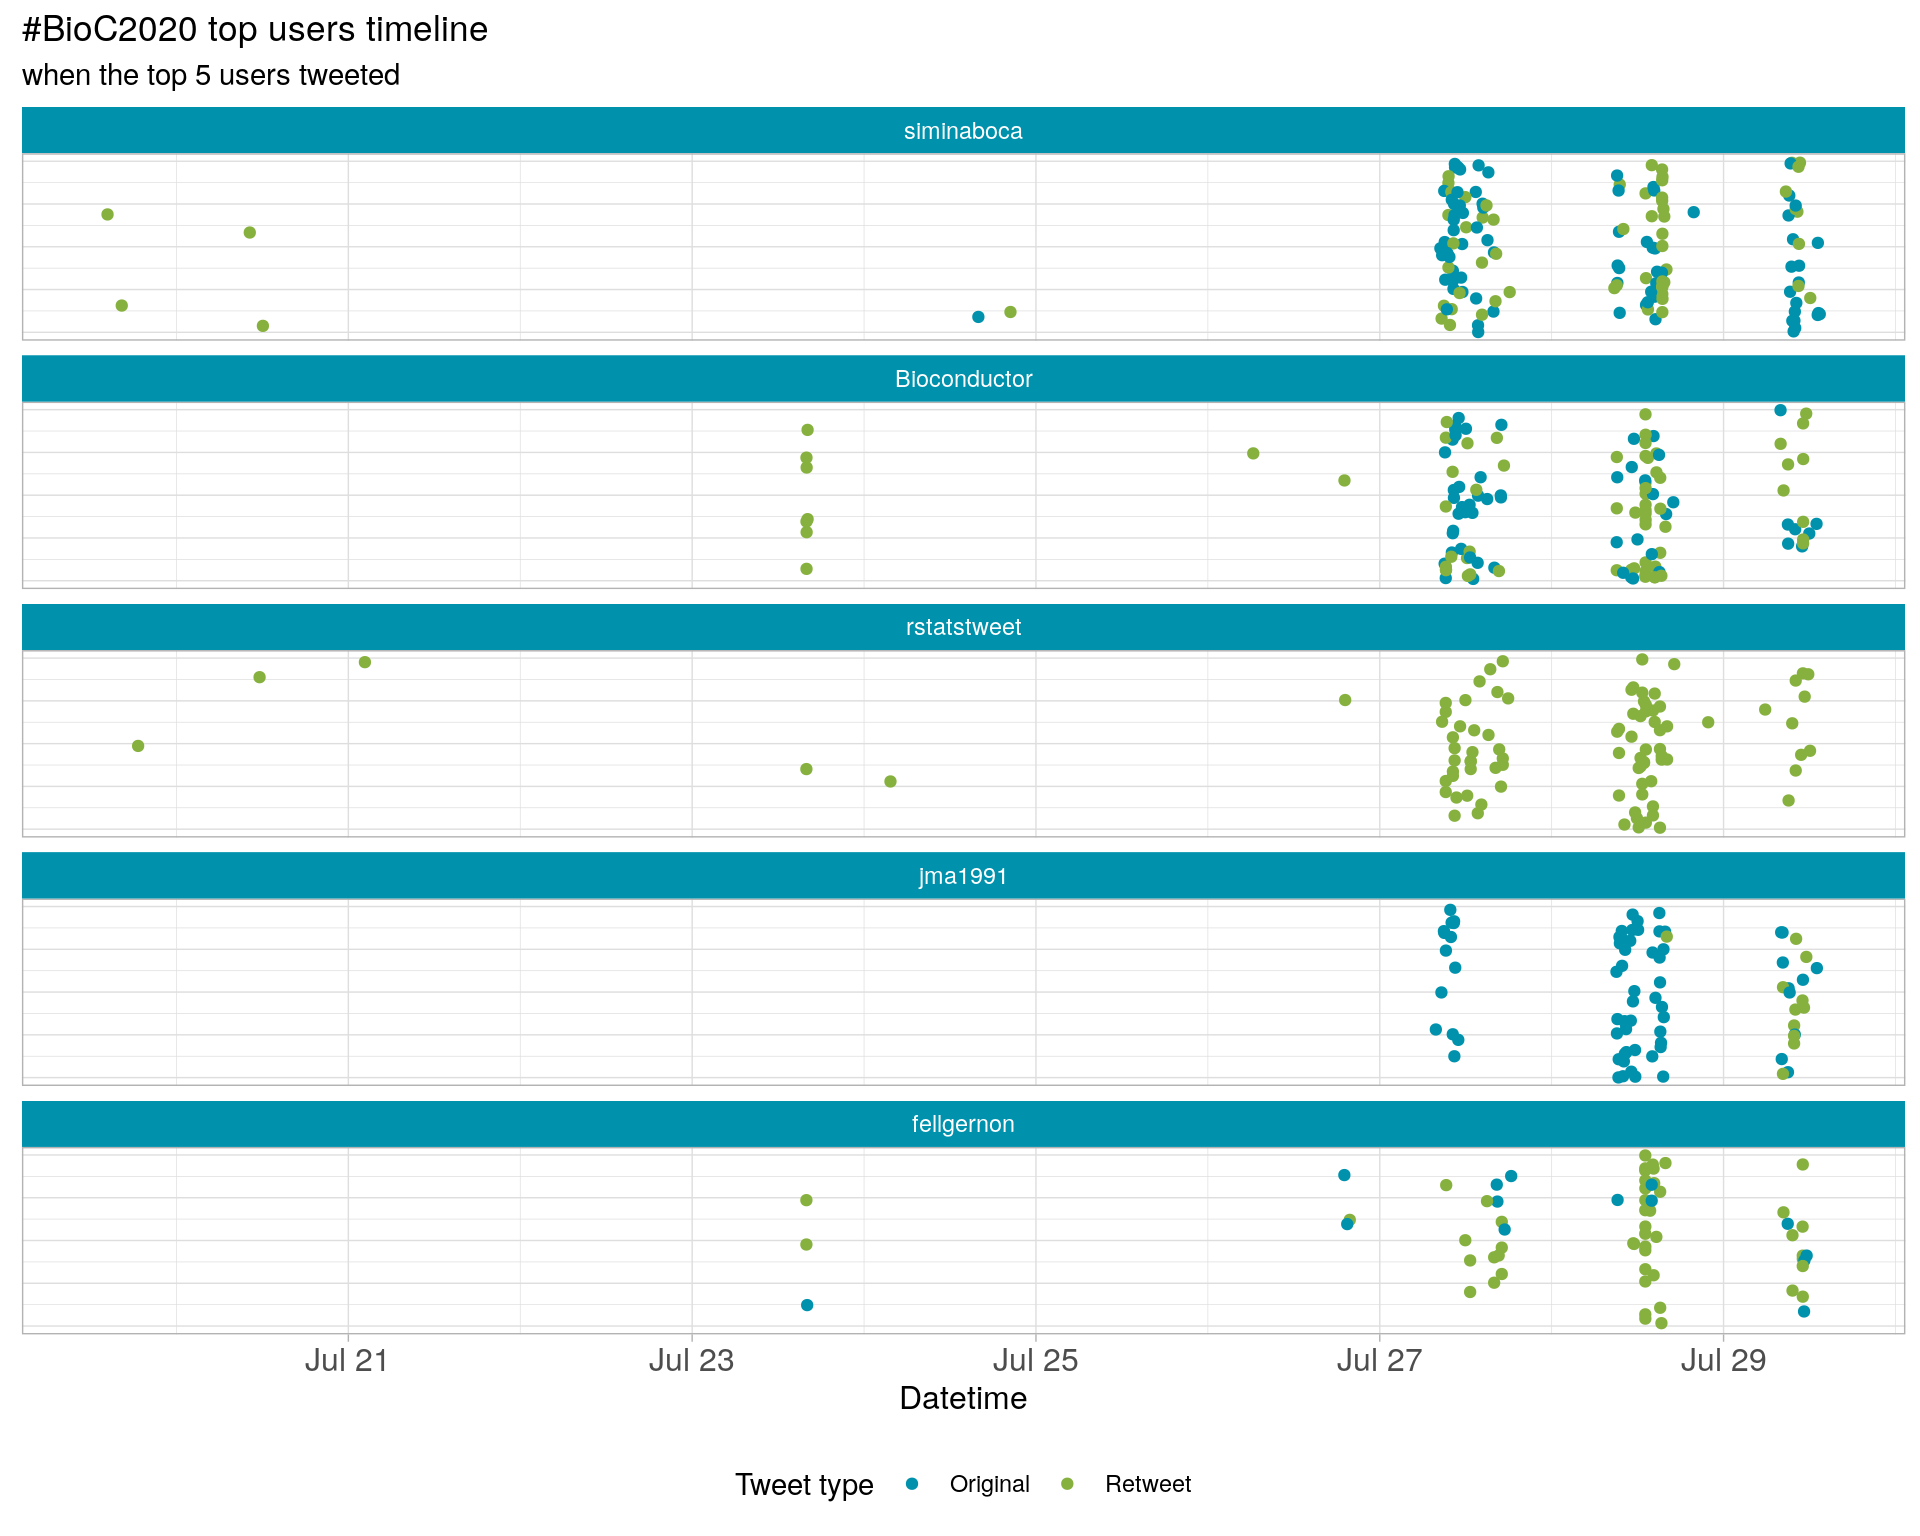 #BioC2020 top users timeline
when the top 5 users tweeted
siminaboca
Bioconductor
rstatstweet
jma1991
fellgernon
Jul 21 Jul 23 Jul 25 Jul 27 Jul 29
Datetime
Tweet type Original Retweet